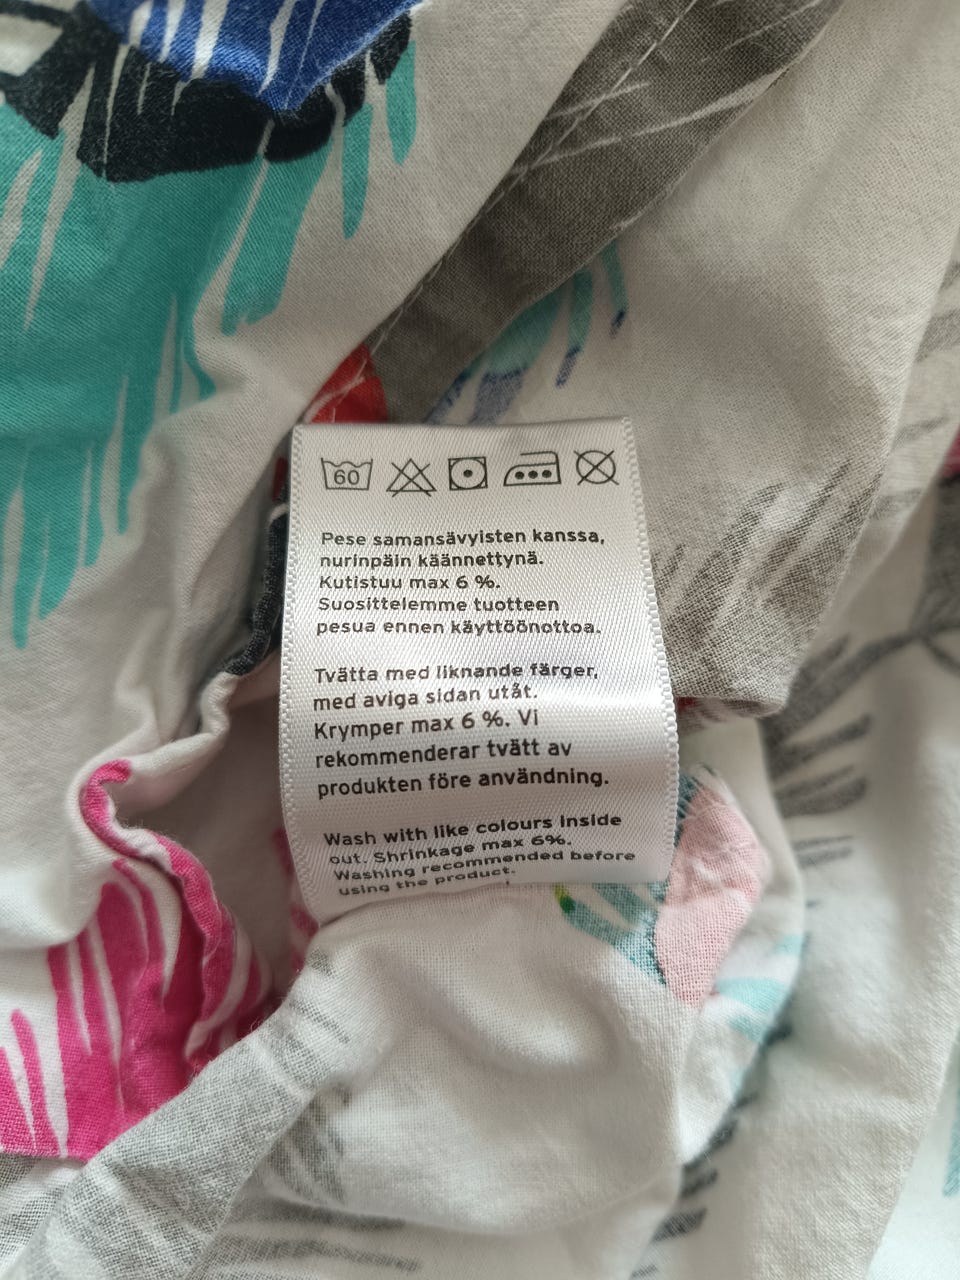 60
Pese samansävyisten kanssa,
nurinpäin käännettynä.
Kutistuu max 6 %.
Suosittelemme tuotteen
pesua ennen käyttöönottoa.
Tvätta med liknande färger,
med aviga sidan utåt.
Krymper max 6 %. Vi
rekommenderar tvätt av
produkten före användning.
Wash with like colours inside
out. Shrinkage max 6%.
Washing recommended before
using the product.